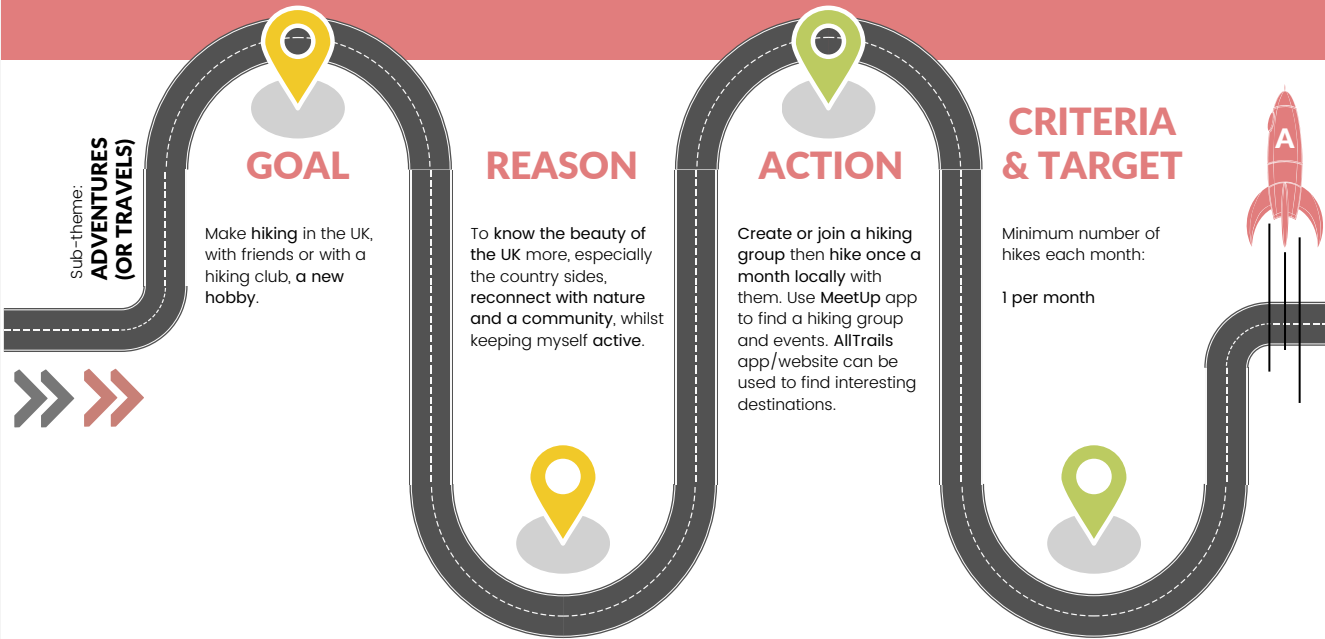 Sub-theme:
ADVENTURES
(OR TRAVELS)
GOAL
Make hiking in the UK,
with friends or with a
hiking club, a new
hobby.
REASON
To know the beauty of
the UK more, especially
the country sides,
reconnect with nature
and a community, whilst
keeping myself active.
ACTION
Create or join a hiking
group then hike once a
month locally with
them. Use MeetUp app
to find a hiking group
and events. AllTrails
app/website can be
used to find interesting
destinations.
CRITERIA
& TARGET
Minimum number of
hikes each month:
1 per month
A